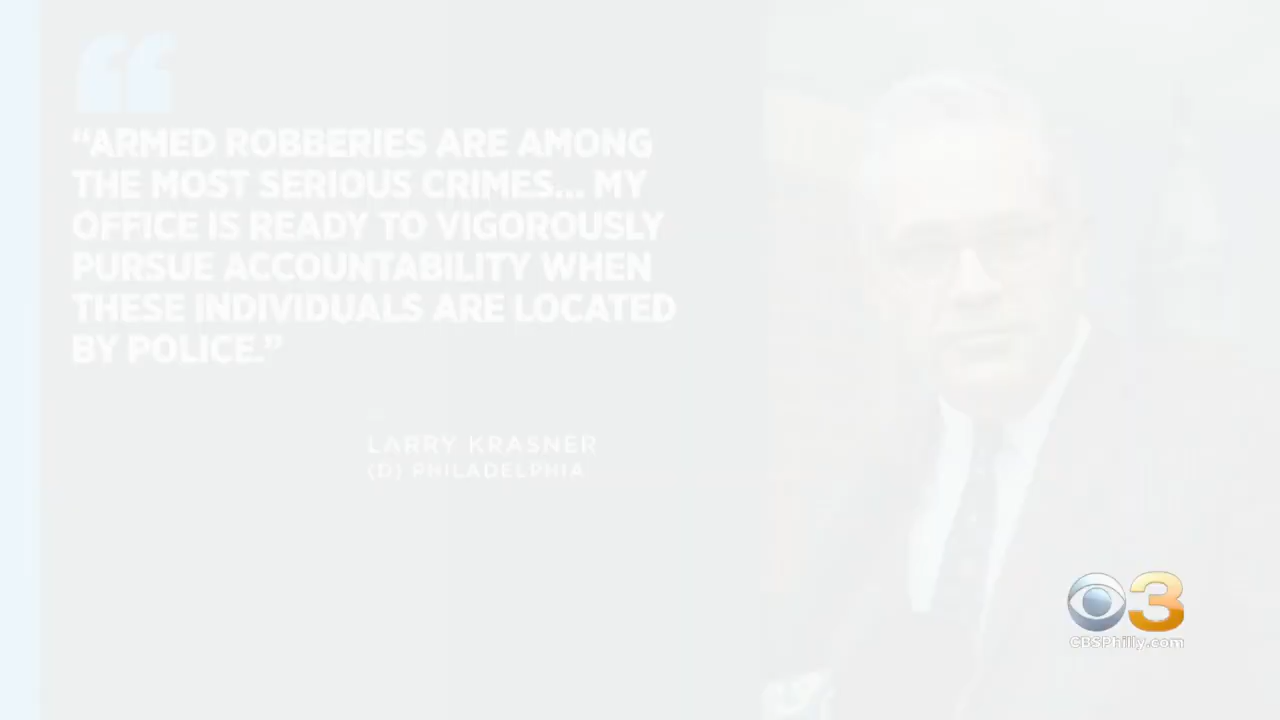 “ARMED ROBBERIES ARE AMONG
THE MOST SERIOUS CRIMES... MY
OFFICE IS READY TO VIGOROUSLY
PURSUE ACCOUNTABILITY WHEN
THESE INDIVIDUALS ARE LOCATED
BY POLICE.”
LARRY KRASNER
(D) PHILADELPHIA
3
CBSPhilly.com